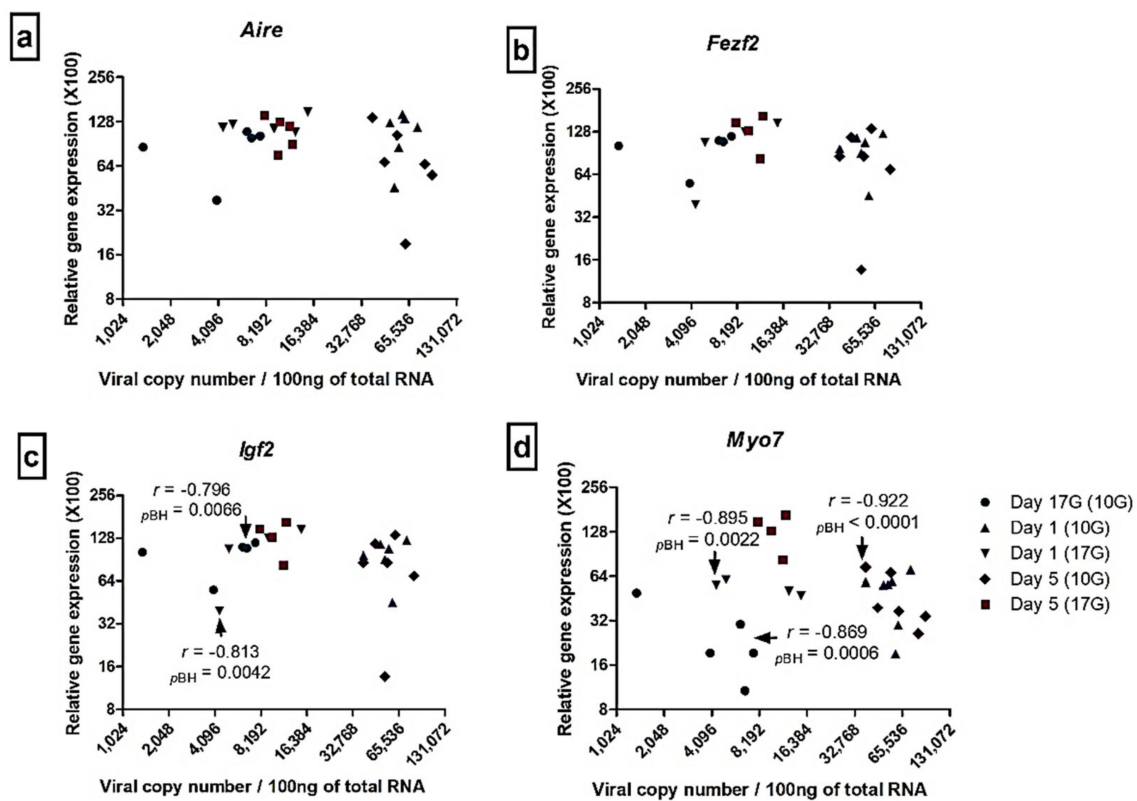 a
Aire
Relative gene expression (X100)
256
128
64
32
16
8
1,024
2,048
4,096
8,192
16,384
32,768
65,536
131,072
Viral copy number / 100ng of total RNA
b
Fezf2
Relative gene expression (X100)
256
128
64
32
16
8
1,024
2,048
4,096
8,192
16,384
32,768
65,536
131,072
Viral copy number / 100ng of total RNA
c
Igf2
Relative gene expression (X100)
256
128
64
32
16
8
r = -0.796
pBH = 0.0066
r = -0.813
pBH = 0.0042
1,024
2,048
4,096
8,192
16,384
32,768
65,536
131,072
Viral copy number / 100ng of total RNA
d
Myo7
Relative gene expression (X100)
256
128
64
32
16
8
r = -0.895
pBH = 0.0022
r = -0.922
pBH < 0.0001
r = -0.869
pBH = 0.0006
1,024
2,048
4,096
8,192
16,384
32,768
65,536
131,072
Viral copy number / 100ng of total RNA
Day 17G (10G)
Day 1 (10G)
Day 1 (17G)
Day 5 (10G)
Day 5 (17G)